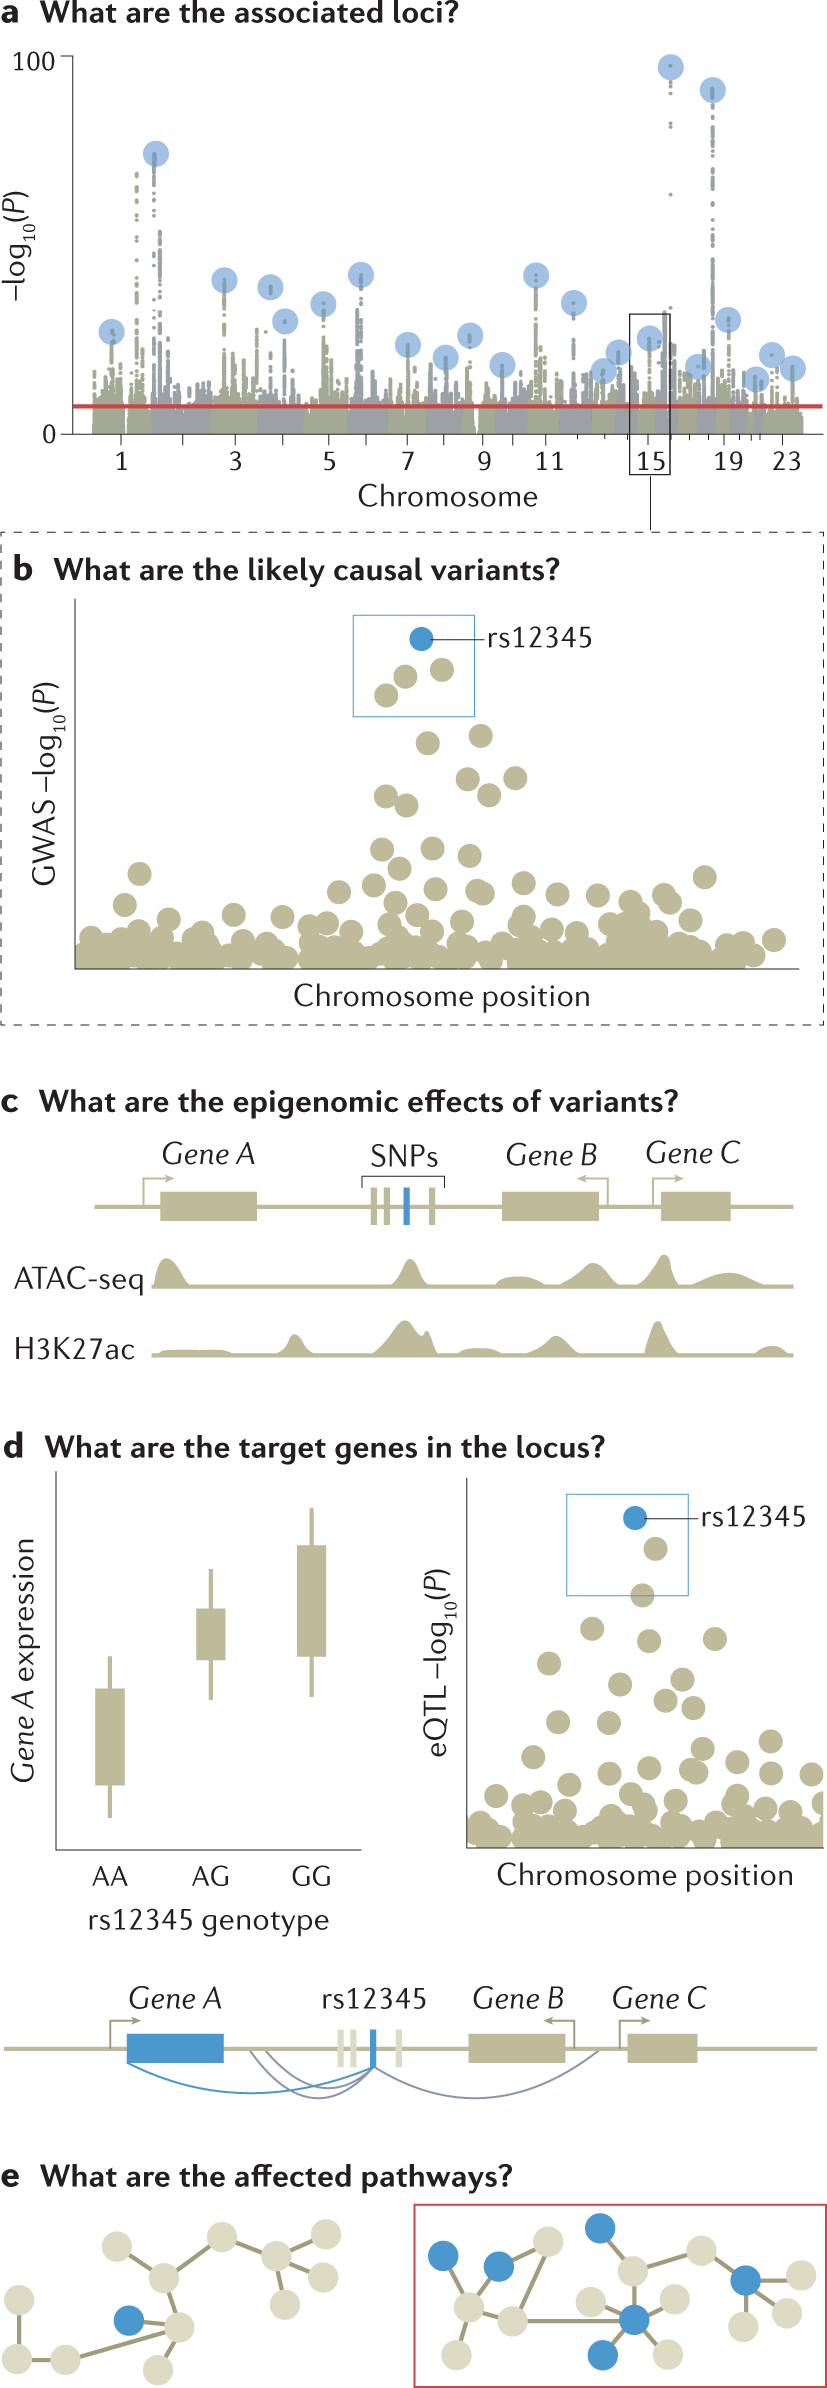 a What are the associated loci?
100
–log10(P)
0
1 3 5 7 9 11 15 19 23
Chromosome
b What are the likely causal variants?
rs12345
GWAS –log10(P)
Chromosome position
c What are the epigenomic effects of variants?
Gene A SNPs Gene B Gene C
ATAC-seq
H3K27ac
d What are the target genes in the locus?
Gene A expression
AA AG GG
rs12345 genotype
rs12345
eQTL –log10(P)
Chromosome position
Gene A rs12345 Gene B Gene C
e What are the affected pathways?